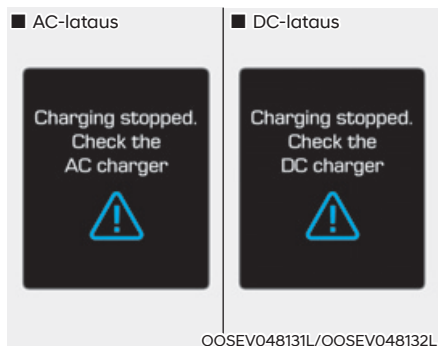 ■ AC-lataus
Charging stopped.
Check the
AC charger
■ DC-lataus
Charging stopped.
Check the
DC charger
OOSEV048131L/OOSEV048132L